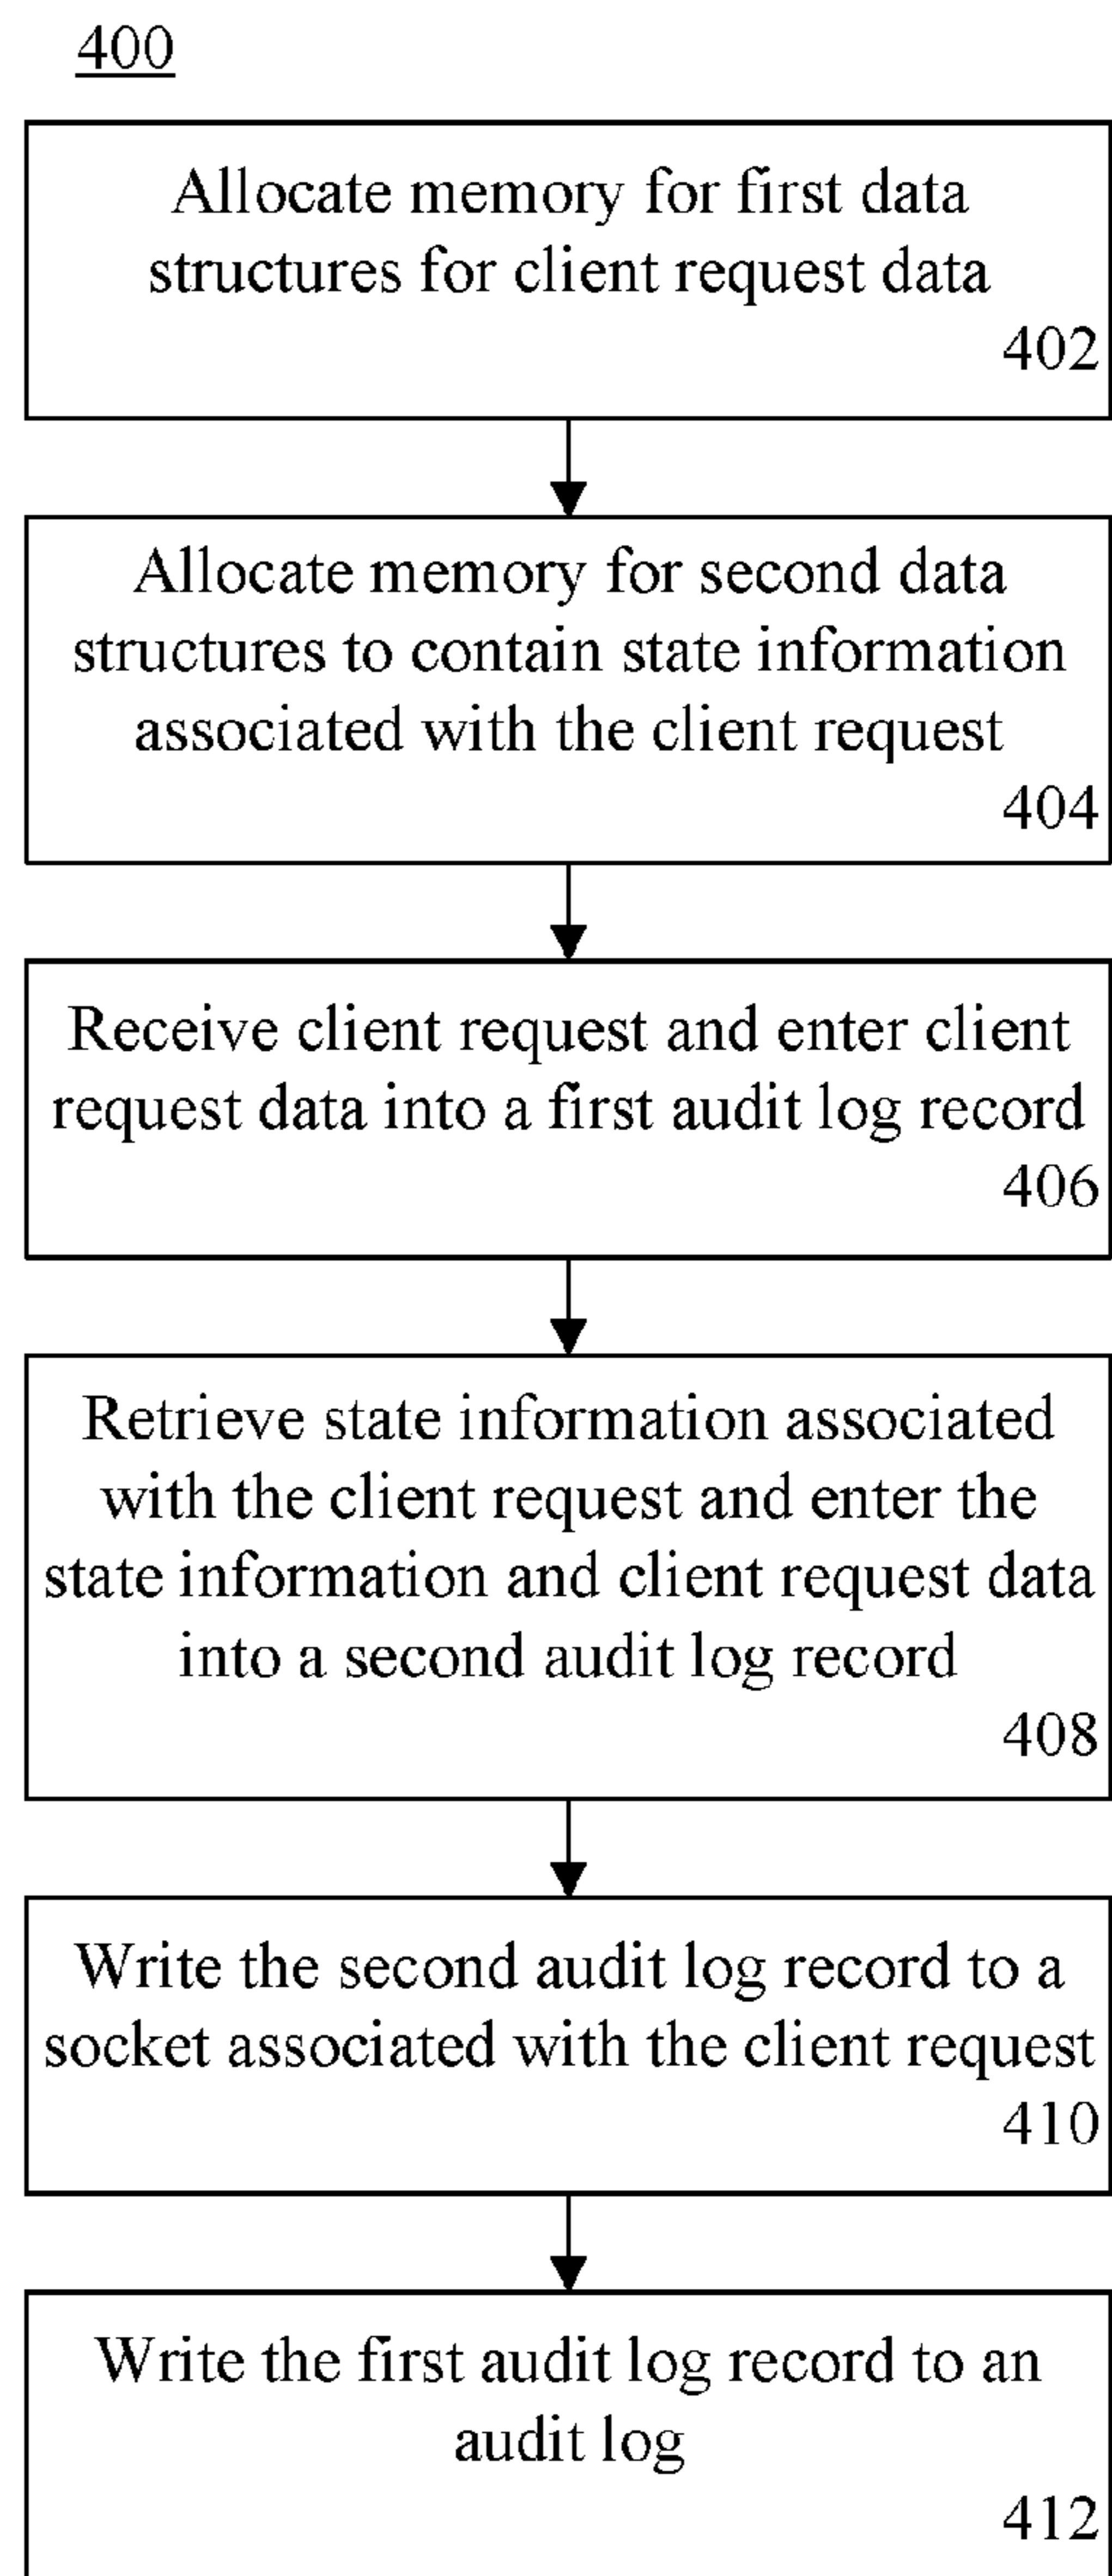 400
Allocate memory for first data
structures for client request data
402
Allocate memory for second data
structures to contain state information
associated with the client request
404
Receive client request and enter client
request data into a first audit log record
406
Retrieve state information associated
with the client request and enter the
state information and client request data
into a second audit log record
408
Write the second audit log record to a
socket associated with the client request
410
Write the first audit log record to an
audit log
412